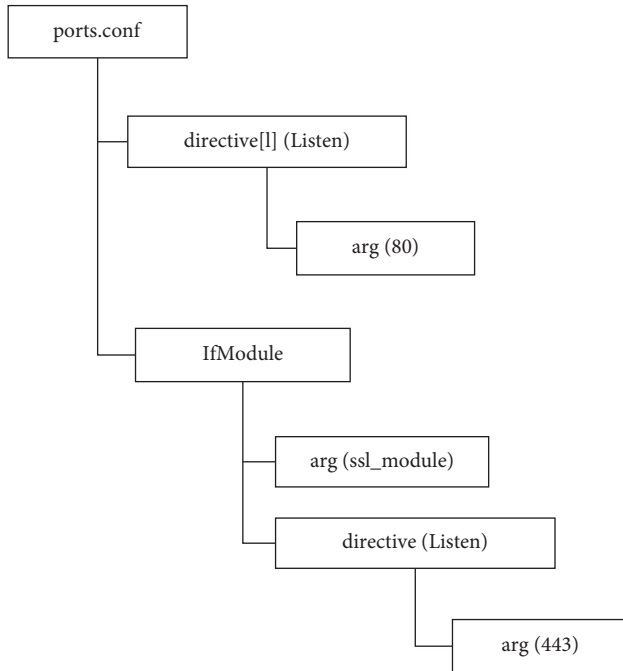 ports.conf
directive[l] (Listen)
arg (80)
IfModule
arg (ssl_module)
directive (Listen)
arg (443)